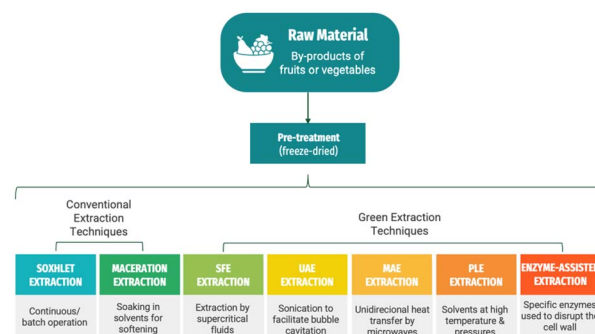 Raw Material
By-products of
fruits or vegetables
Pre-treatment
(freeze-dried)
Conventional
Extraction
Techniques
Green Extraction
Techniques
SOXHLET
EXTRACTION
MACERATION
EXTRACTION
SFE
EXTRACTION
UAE
EXTRACTION
MAE
EXTRACTION
PLE
EXTRACTION
ENZYME-ASSISTE
EXTRACTION
Continuous/
batch operation
Soaking in
solvents for
softening
Extraction by
supercritical
fluids
Sonication to
facilitate bubble
cavitation
Unidirecional heat
transfer by
microwaves
Solvents at high
temperature &
pressures
Specific enzymes
used to disrupt the
cell wall